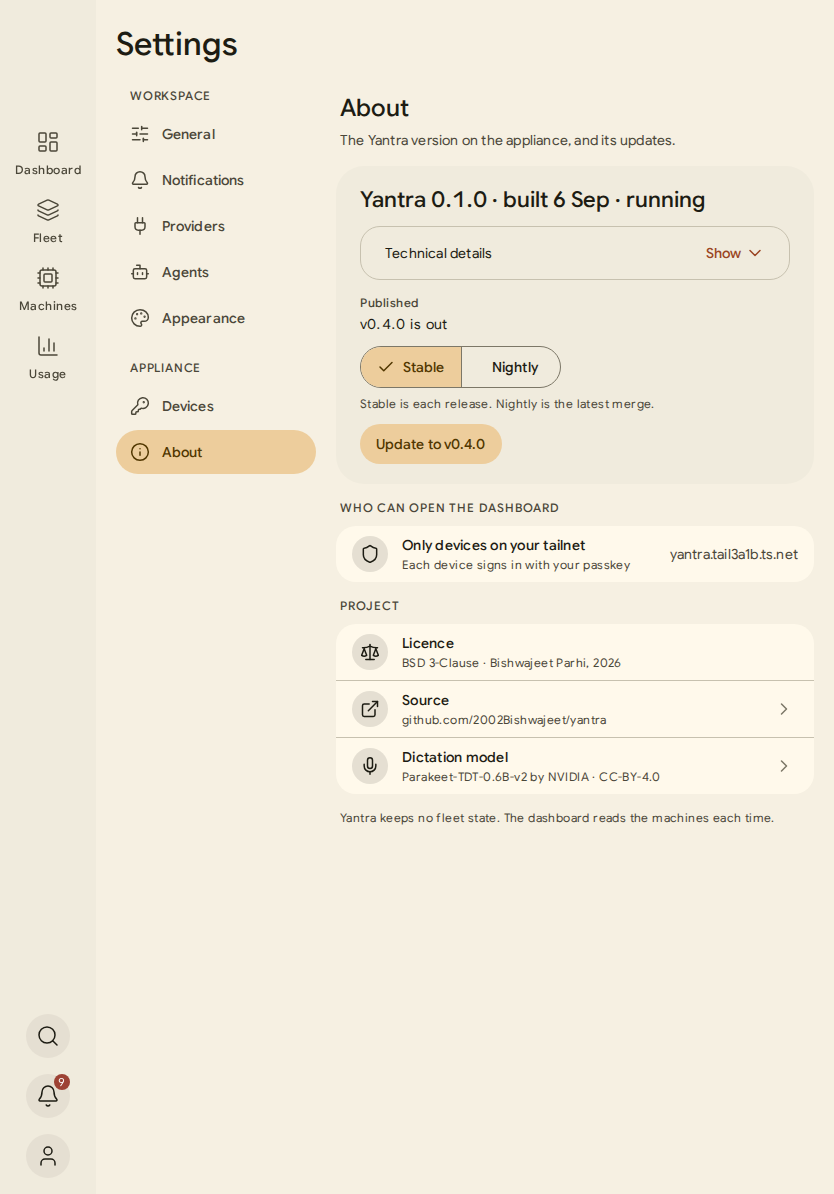 Settings
Dashboard
Fleet
Machines
Usage
9
WORKSPACE
General
Notifications
Providers
Agents
Appearance
APPLIANCE
Devices
About
About
The Yantra version on the appliance, and its updates.
Yantra 0.1.0 · built 6 Sep · running
Technical details
Show
Published
v0.4.0 is out
Stable
Nightly
Stable is each release. Nightly is the latest merge.
Update to v0.4.0
WHO CAN OPEN THE DASHBOARD
Only devices on your tailnet
Each device signs in with your passkey
yantra.tail3a1b.ts.net
PROJECT
Licence
BSD 3-Clause · Bishwajeet Parhi, 2026
Source
github.com/2002Bishwajeet/yantra
Dictation model
Parakeet-TDT-0.6B-v2 by NVIDIA · CC-BY-4.0
Yantra keeps no fleet state. The dashboard reads the machines each time.